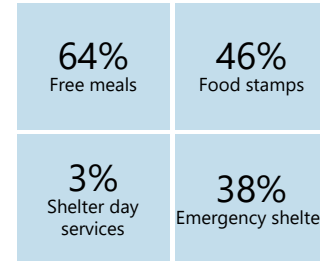 64%
Free meals
46%
Food stamps
3%
Shelter day
services
38%
Emergency shelte